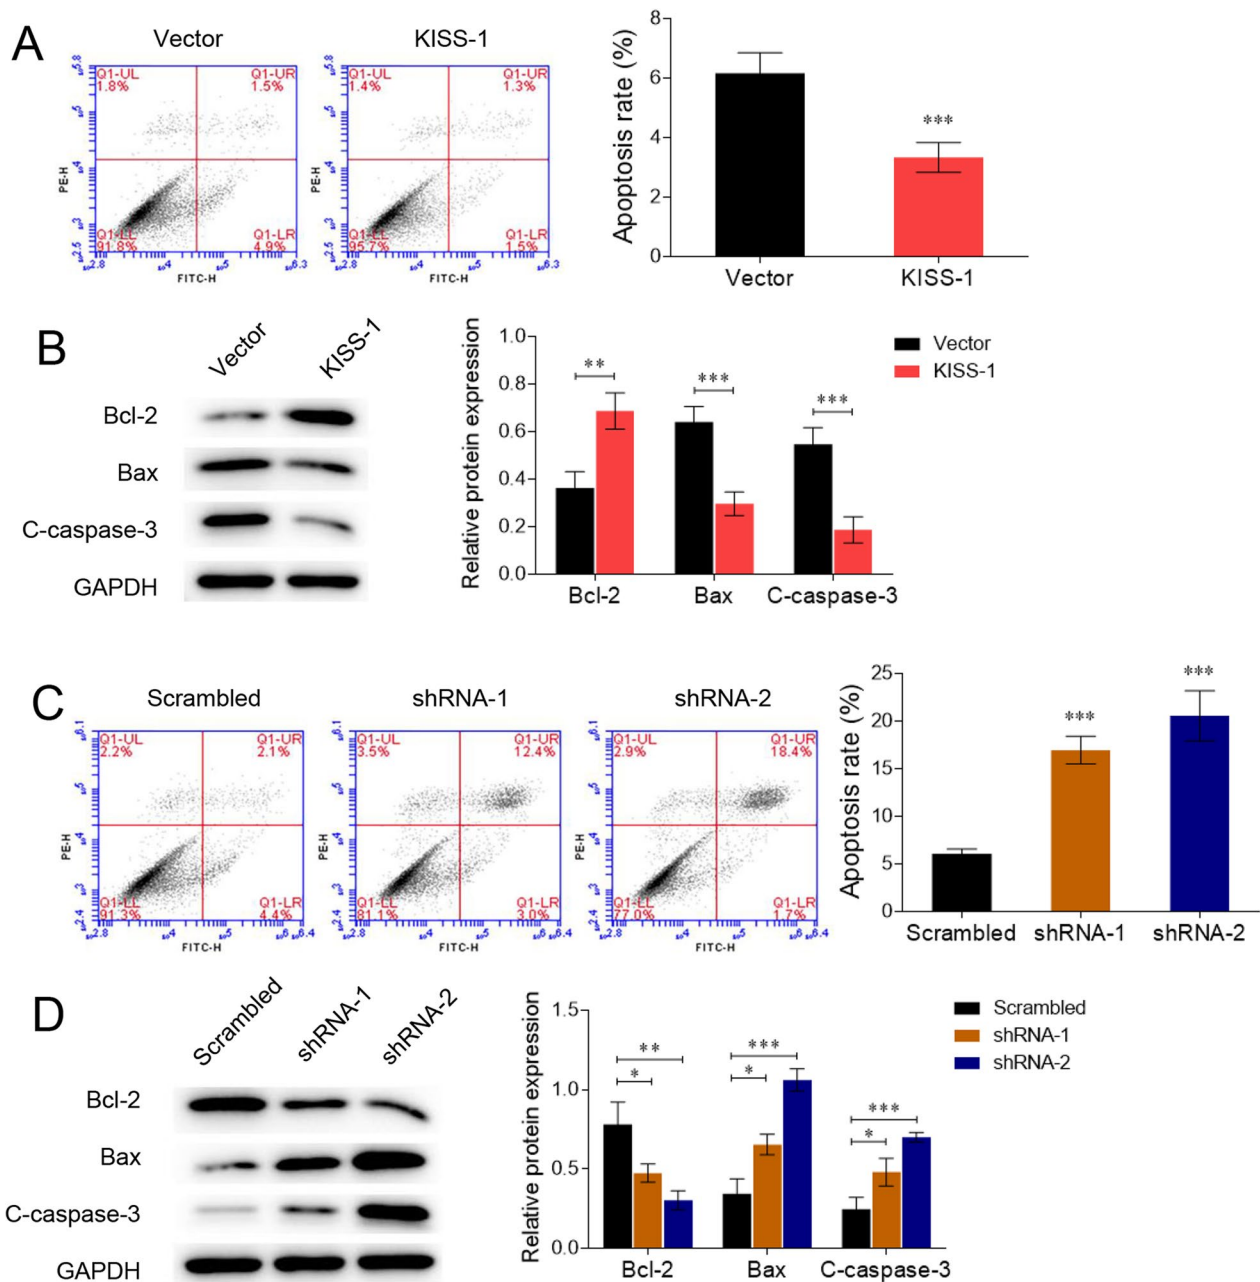 A
Vector
KISS-1
Q1-UL
1.8%
Q1-UR
1.5%
Q1-LL
91.8%
Q1-LR
4.9%
PE-H
FITC-H
Q1-UL
1.4%
Q1-UR
1.3%
Q1-LL
95.7%
Q1-LR
1.5%
PE-H
FITC-H
Apoptosis rate (%)
8
6
4
2
0
***
Vector
KISS-1
B
Vector
KISS-1
Bcl-2
Bax
C-caspase-3
GAPDH
Relative protein expression
1.0
0.8
0.6
0.4
0.2
0.0
**
***
***
Bcl-2
Bax
C-caspase-3
Vector
KISS-1
C
Scrambled
shRNA-1
shRNA-2
Q1-UL
2.2%
Q1-UR
2.1%
Q1-LL
91.3%
Q1-LR
4.4%
PE-H
FITC-H
Q1-UL
3.5%
Q1-UR
12.4%
Q1-LL
81.1%
Q1-LR
3.0%
PE-H
FITC-H
Q1-UL
2.9%
Q1-UR
18.4%
Q1-LL
77.0%
Q1-LR
1.7%
PE-H
FITC-H
Apoptosis rate (%)
25
20
15
10
5
0
***
***
Scrambled
shRNA-1
shRNA-2
D
Scrambled
shRNA-1
shRNA-2
Bcl-2
Bax
C-caspase-3
GAPDH
Relative protein expression
1.5
1.0
0.5
0.0
**
*
***
*
***
*
Bcl-2
Bax
C-caspase-3
Scrambled
shRNA-1
shRNA-2